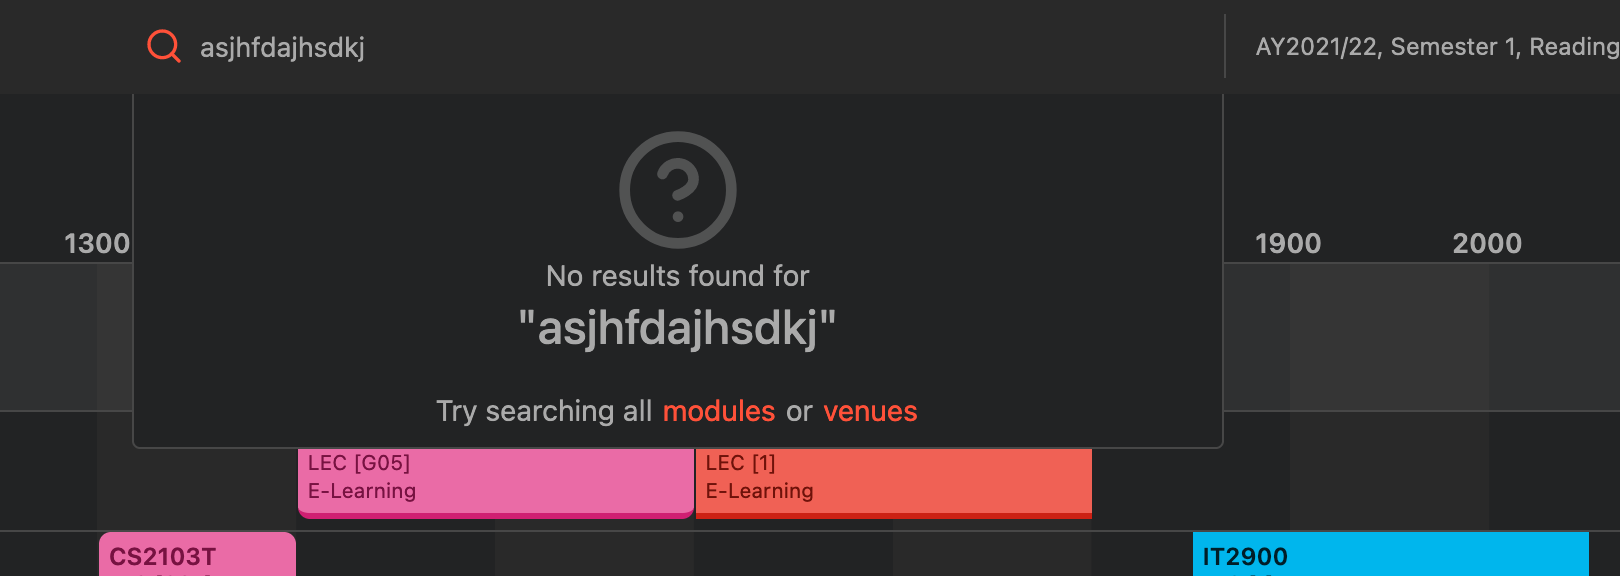 asjhfdajhsdkj
AY2021/22, Semester 1, Reading
No results found for
"asjhfdajhsdkj"
Try searching all modules or venues
1300
1900
2000
LEC [G05]
E-Learning
LEC [1]
E-Learning
CS2103T
IT2900